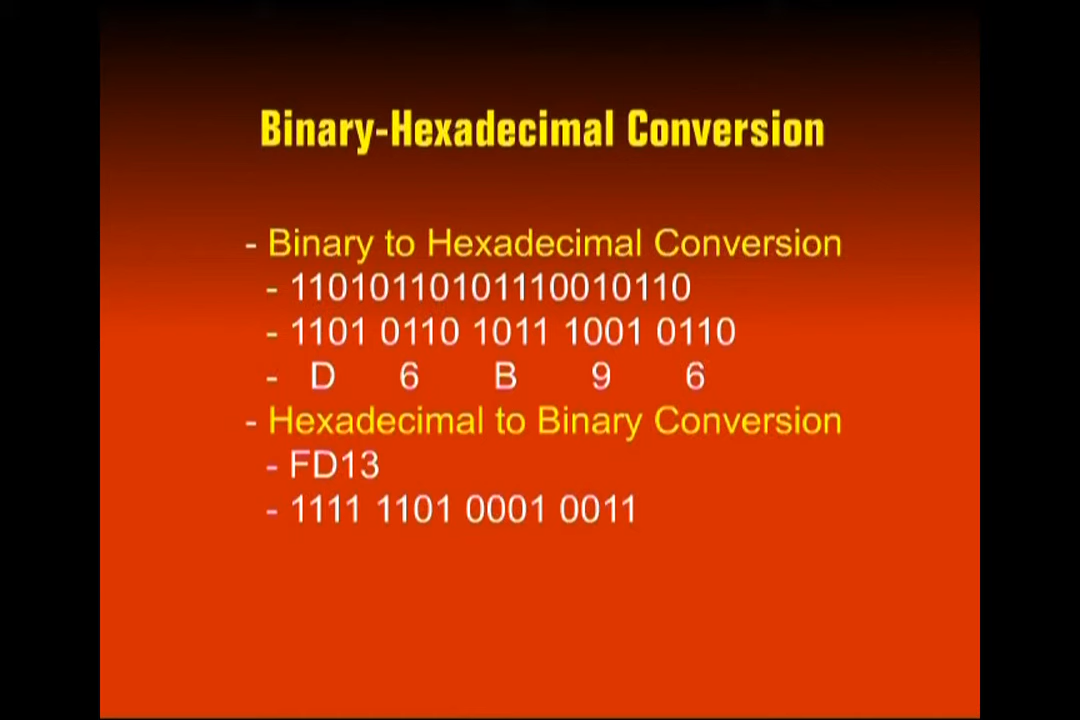 Binary-Hexadecimal Conversion
- Binary to Hexadecimal Conversion
- 11010110101110010110
- 1101 0110 1011 1001 0110
- D 6 B 9 6
- Hexadecimal to Binary Conversion
- FD13
- 1111 1101 0001 0011